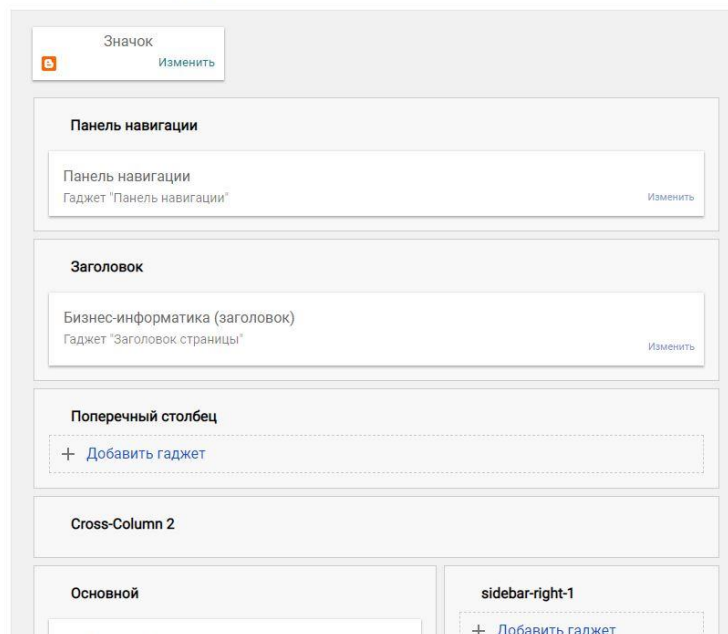 Значок
Изменить
Панель навигации
Панель навигации
Гаджет "Панель навигации"
Изменить
Заголовок
Бизнес-информатика (заголовок)
Гаджет "Заголовок страницы"
Изменить
Поперечный столбец
+ Добавить гаджет
Cross-Column 2
Основной
sidebar-right-1
+ Добавить гаджет